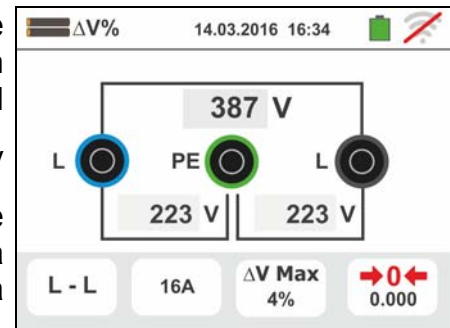 ΔV%   14.03.2016 16:34
387 V
L   PE   L
223 V   223 V
L - L   16A   ΔV Max 4%   0.000